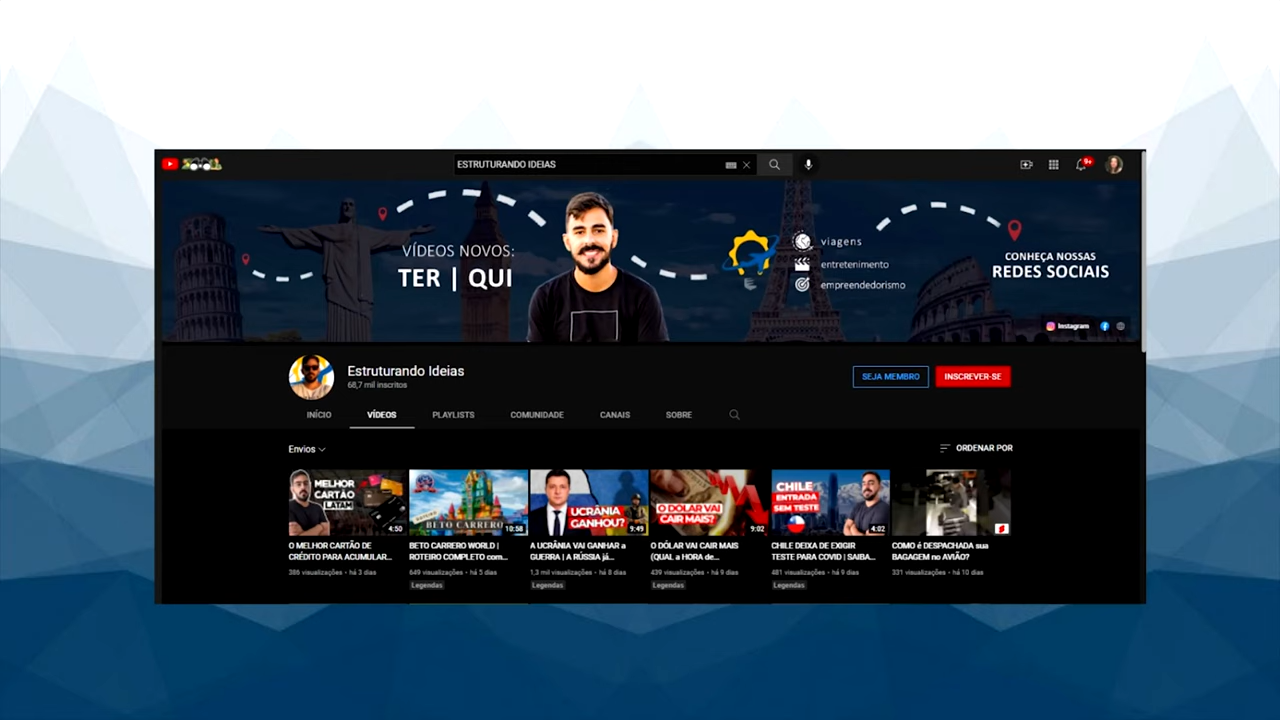 ESTRUTURANDO IDEIAS
9+
VÍDEOS NOVOS:
TER | QUI
viagens
entretenimento
empreendedorismo
CONHEÇA NOSSAS
REDES SOCIAIS
Instagram
Estruturando Ideias
68,7 mil inscritos
SEJA MEMBRO
INSCREVER-SE
INÍCIO
VÍDEOS
PLAYLISTS
COMUNIDADE
CANAIS
SOBRE
Envios
ORDENAR POR
MELHOR
CARTÃO
LATAM
4:50
O MELHOR CARTÃO DE
CRÉDITO PARA ACUMULAR...
386 visualizações • há 3 dias
BETO CARRERO
10:58
BETO CARRERO WORLD |
ROTEIRO COMPLETO com...
649 visualizações • há 5 dias
Legendas
UCRÂNIA
GANHOU?
9:49
A UCRÂNIA VAI GANHAR a
GUERRA | A RÚSSIA já...
1,3 mil visualizações • há 8 dias
Legendas
O DÓLAR VAI
CAIR MAIS?
9:02
O DÓLAR VAI CAIR MAIS
(QUAL a HORA de...
439 visualizações • há 9 dias
Legendas
CHILE
ENTRADA
SEM TESTE
4:02
CHILE DEIXA DE EXIGIR
TESTE PARA COVID | SAIBA...
481 visualizações • há 9 dias
Legendas
COMO é DESPACHADA sua
BAGAGEM no AVIÃO?
331 visualizações • há 10 dias